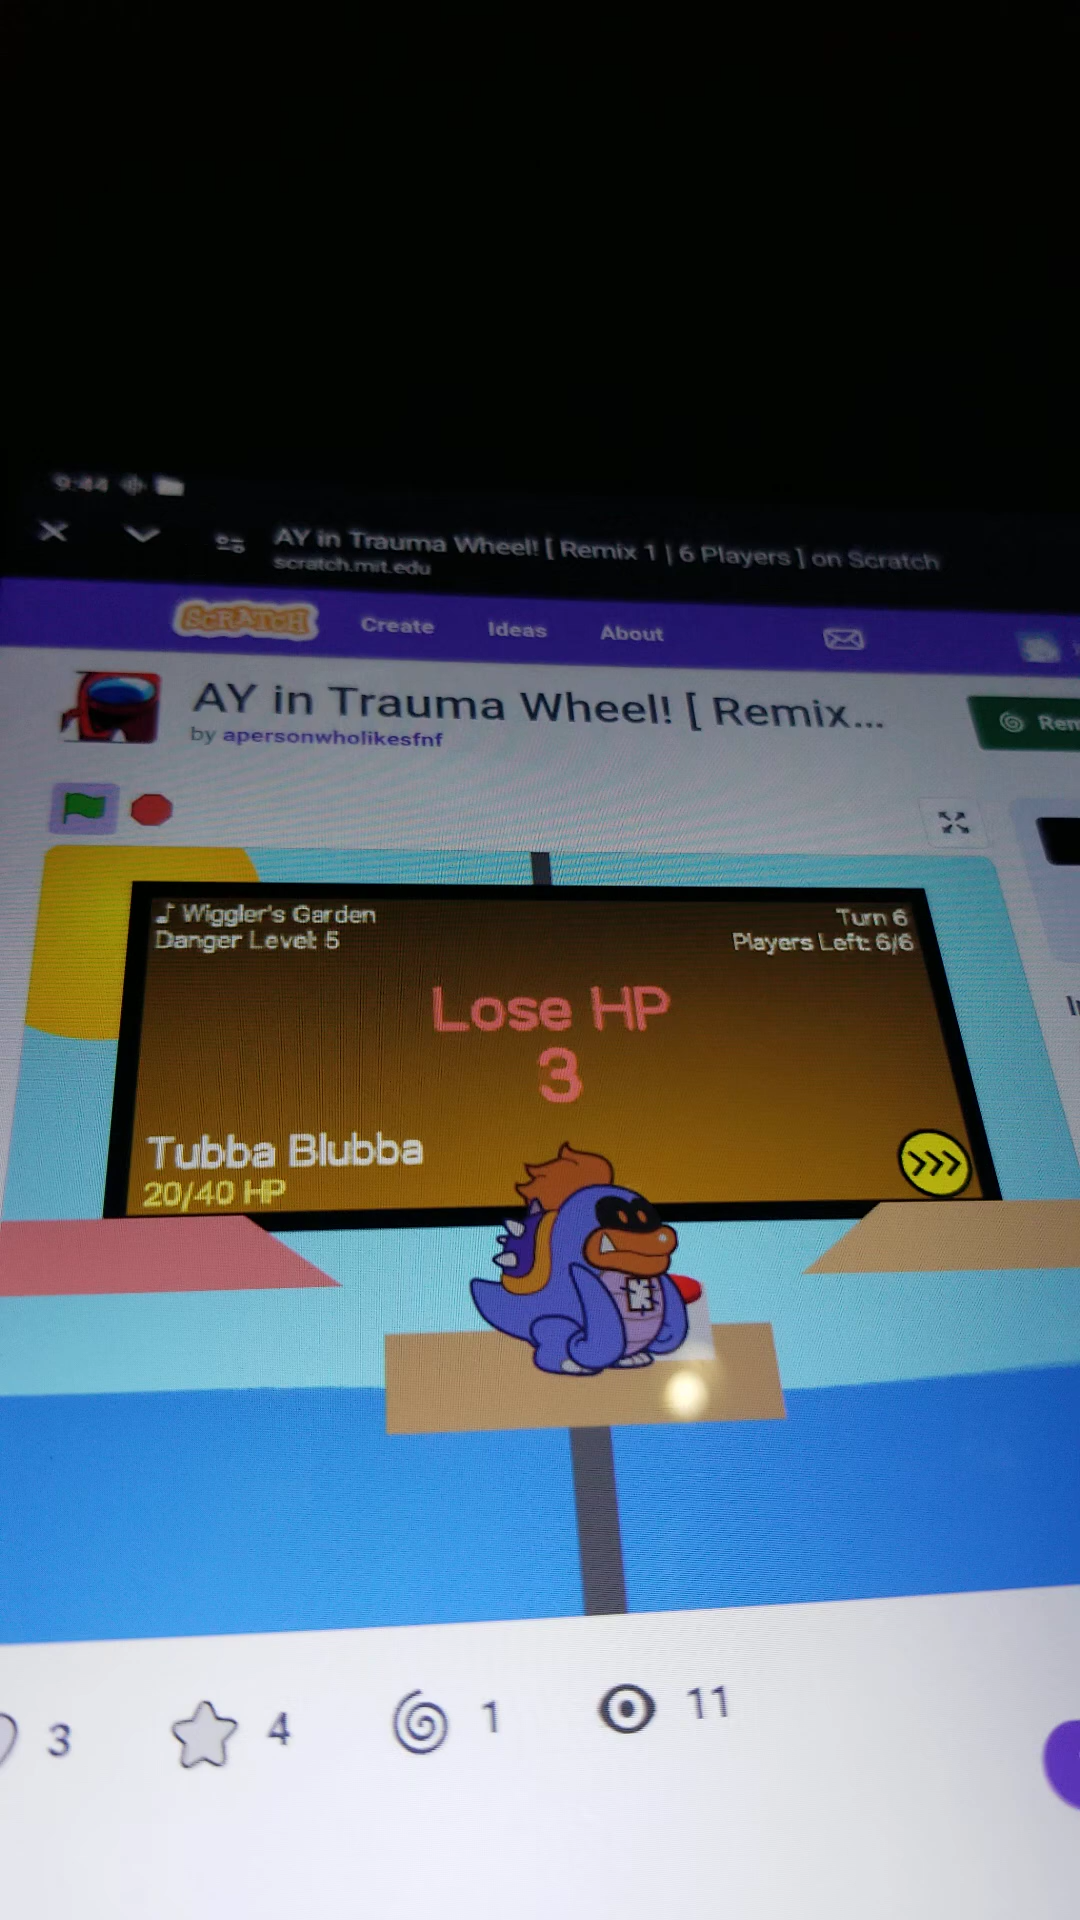 9:44
AY in Trauma Wheel! [ Remix 1 | 6 Players ] on Scratch
scratch.mit.edu
SCRATCH Create Ideas About
AY in Trauma Wheel! [ Remix...
by apersonwholikesfnf
♪ Wiggler's Garden
Danger Level: 5
Turn 6
Players Left: 6/6
Lose HP
3
Tubba Blubba
20/40 HP
3 4 1 11